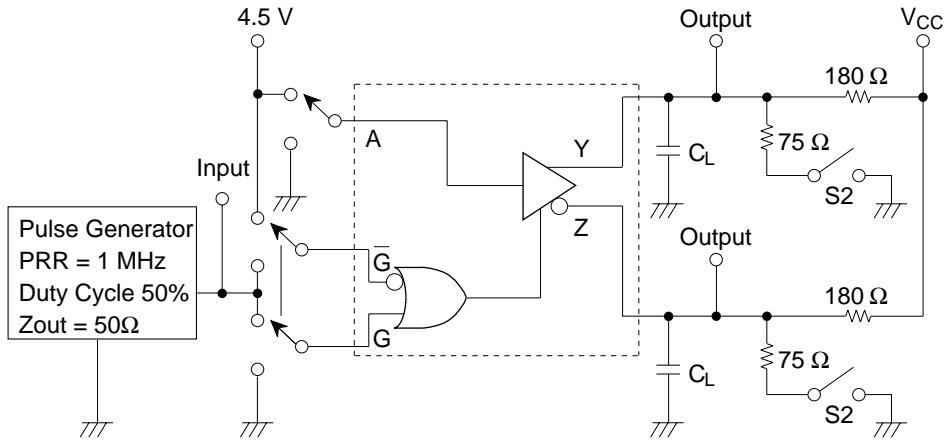 4.5 V
Output
V_CC
180 Ω
75 Ω
S2
C_L
Y
A
Input
Z
Output
Pulse Generator
PRR = 1 MHz
Duty Cycle 50%
Zout = 50Ω
G̅
G
180 Ω
75 Ω
S2
C_L